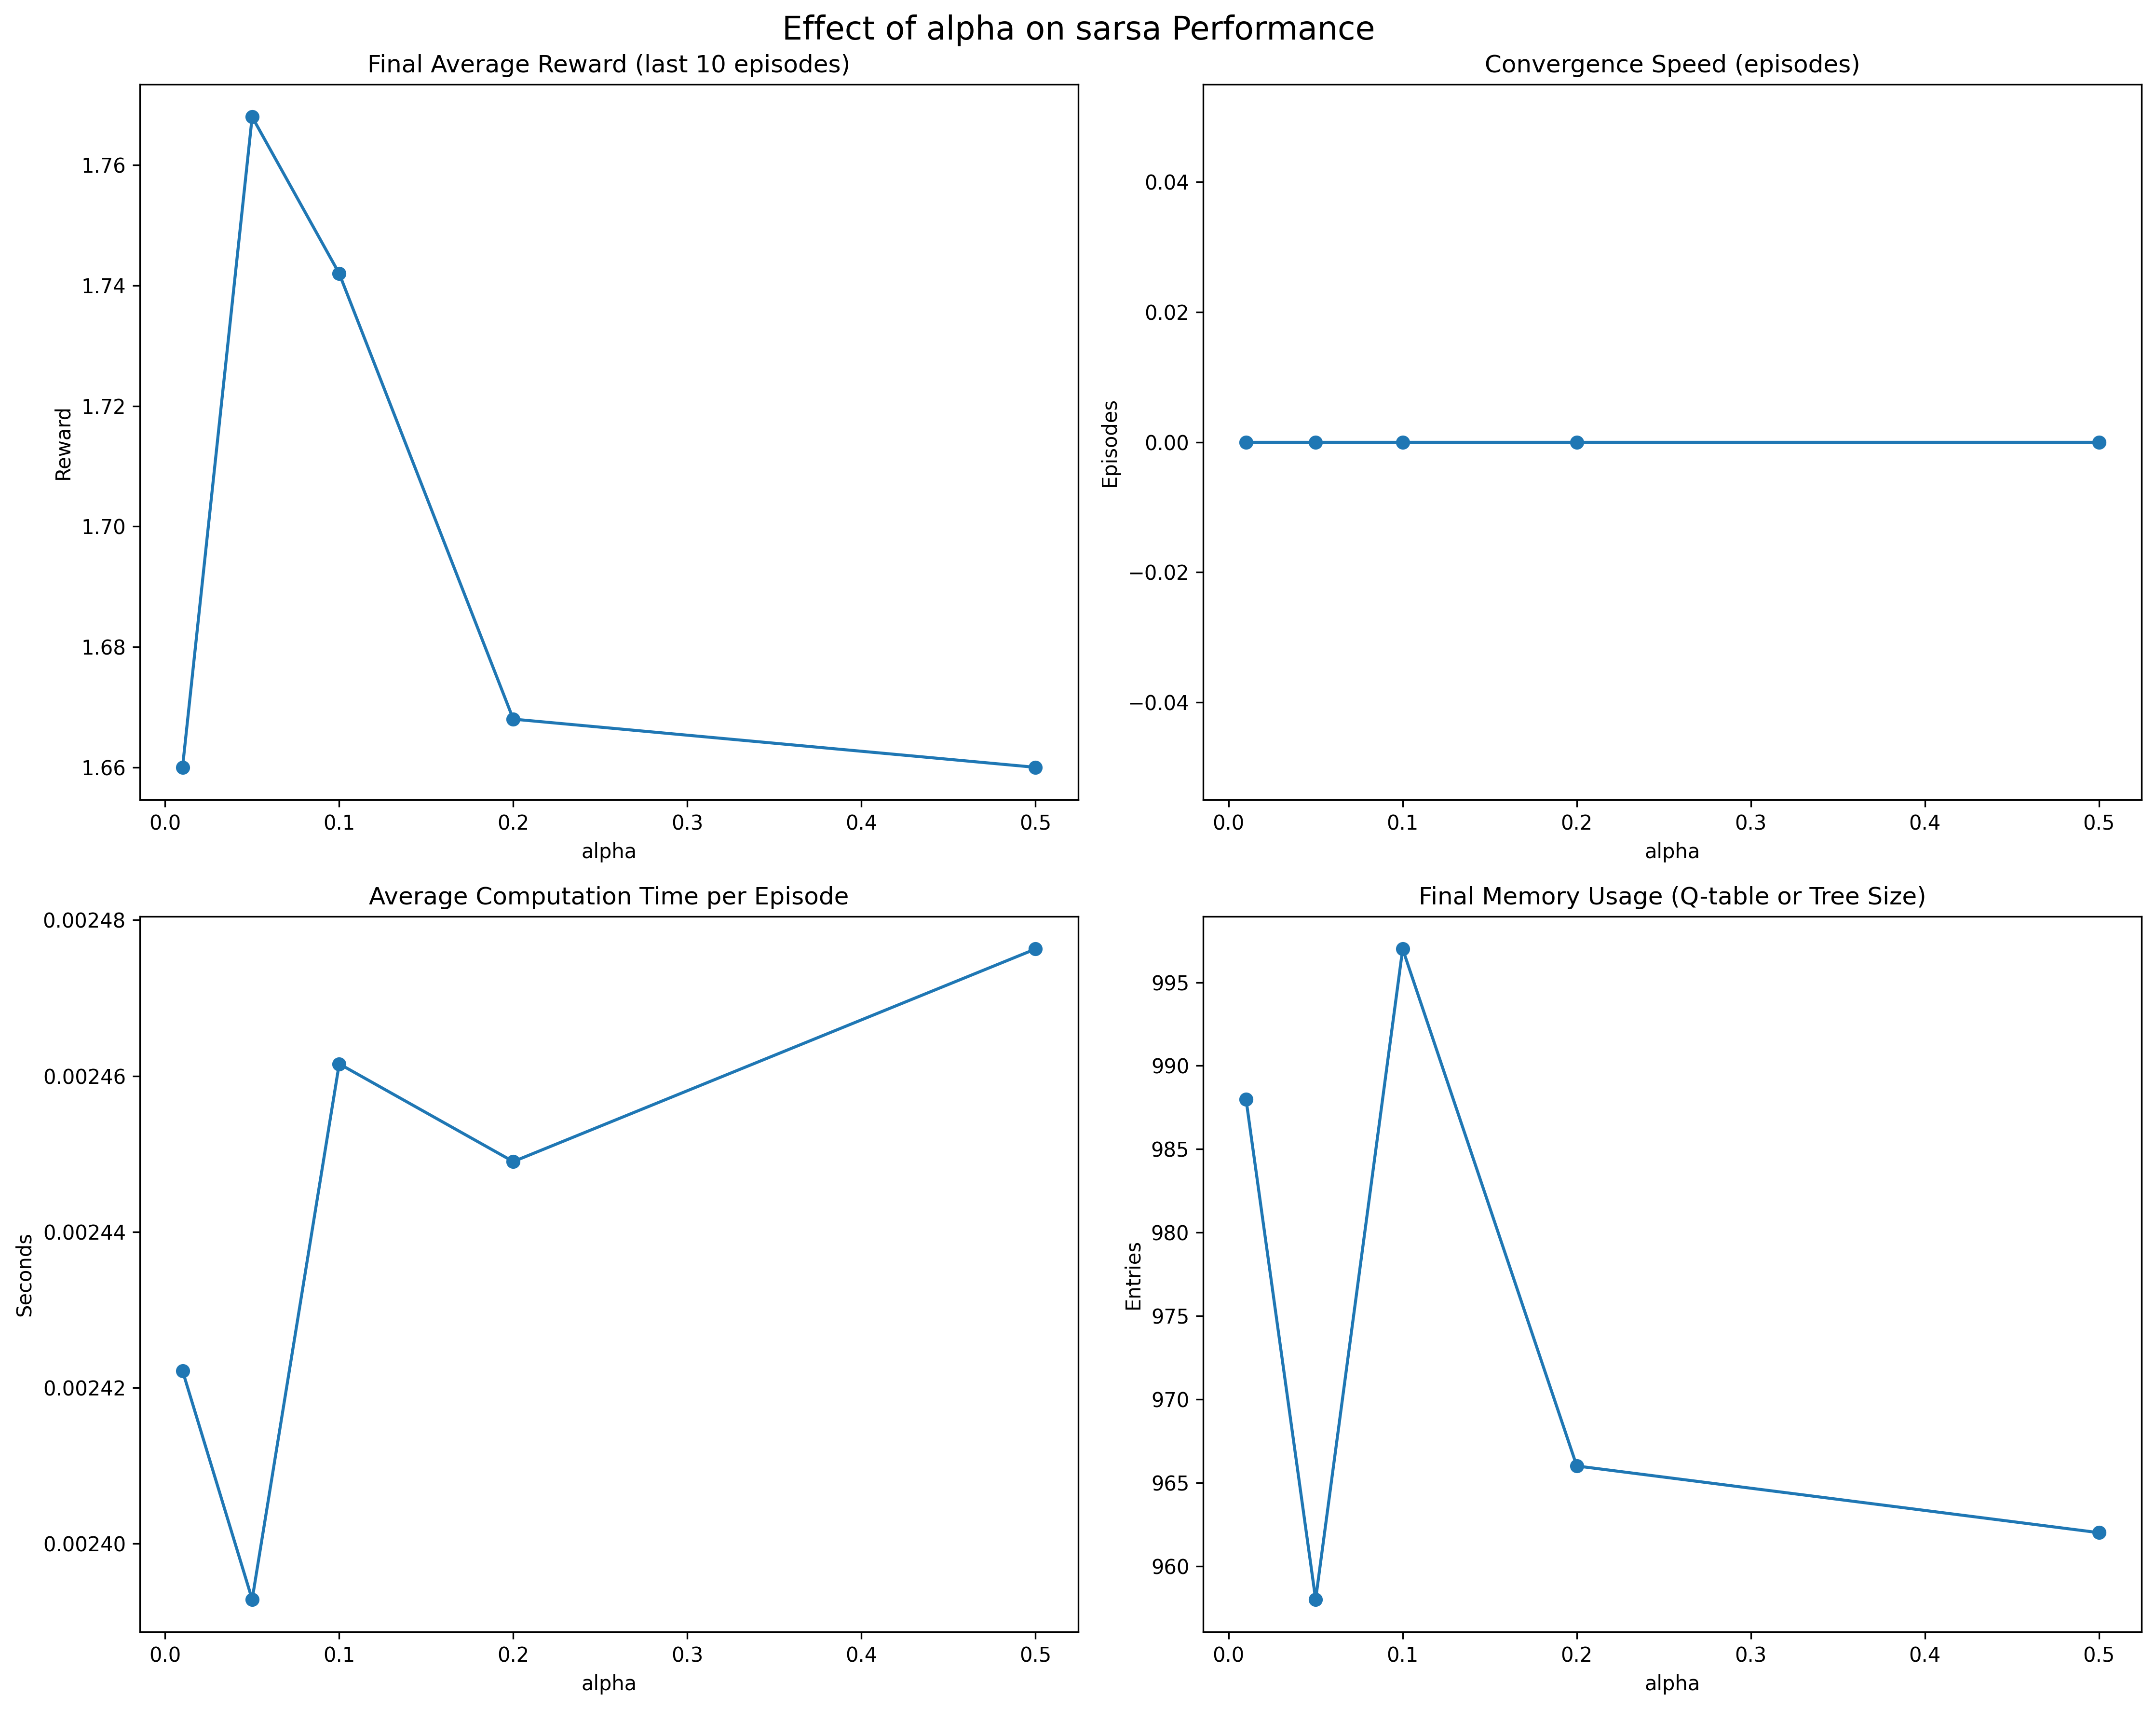 Effect of alpha on sarsa Performance
Final Average Reward (last 10 episodes)
Reward
1.76
1.74
1.72
1.70
1.68
1.66
0.0 0.1 0.2 0.3 0.4 0.5
alpha
Convergence Speed (episodes)
Episodes
0.04
0.02
0.00
−0.02
−0.04
0.0 0.1 0.2 0.3 0.4 0.5
alpha
Average Computation Time per Episode
Seconds
0.00248
0.00246
0.00244
0.00242
0.00240
0.0 0.1 0.2 0.3 0.4 0.5
alpha
Final Memory Usage (Q-table or Tree Size)
Entries
995
990
985
980
975
970
965
960
0.0 0.1 0.2 0.3 0.4 0.5
alpha